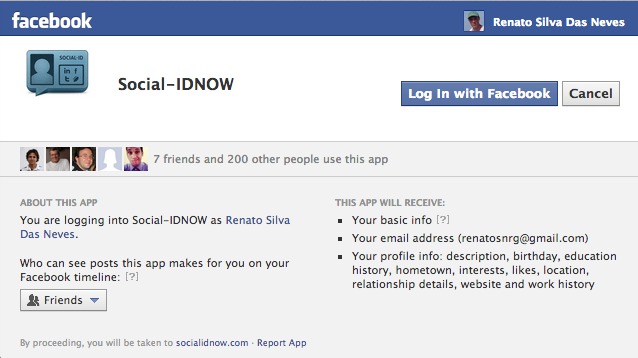 facebook
Renato Silva Das Neves
SOCIAL ID
Social-IDNOW
Log In with Facebook
Cancel
7 friends and 200 other people use this app
ABOUT THIS APP
You are logging into Social-IDNOW as Renato Silva
Das Neves.
Who can see posts this app makes for you on your
Facebook timeline: [?]
Friends
THIS APP WILL RECEIVE:
Your basic info [?]
Your email address (renatosnrg@gmail.com)
Your profile info: description, birthday, education
history, hometown, interests, likes, location,
relationship details, website and work history
By proceeding, you will be taken to socialidnow.com · Report App